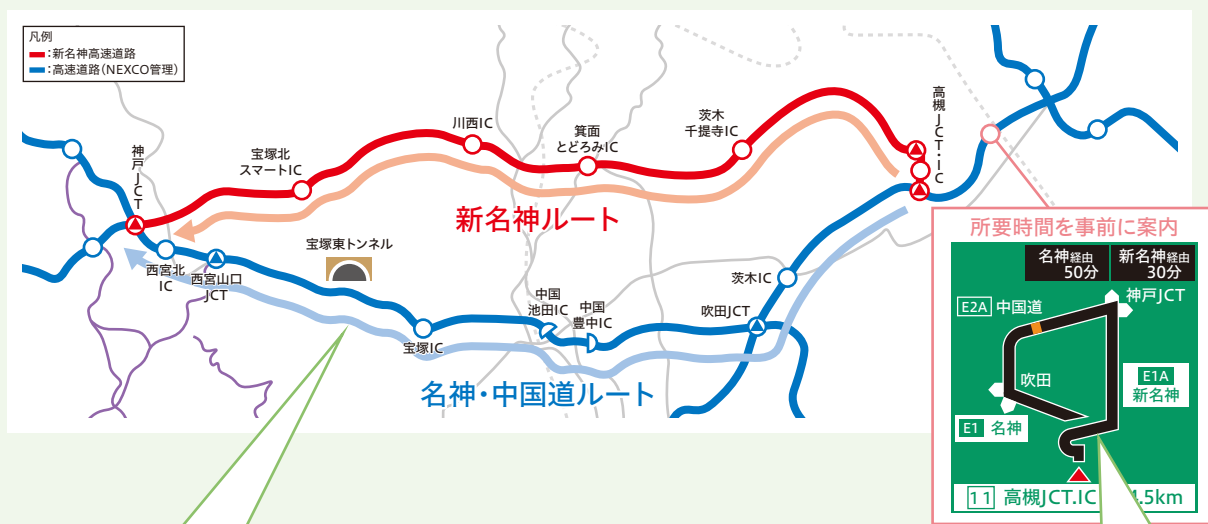 凡例
:新名神高速道路
:高速道路(NEXCO管理)
神戸JCT
宝塚北
スマートIC
川西IC
箕面
とどろみIC
茨木
千提寺IC
高槻JCT・IC
新名神ルート
西宮北
IC
西宮山口
JCT
宝塚東トンネル
宝塚IC
中国
池田IC
中国
豊中IC
吹田JCT
茨木IC
名神・中国道ルート
所要時間を事前に案内
名神経由
50分
新名神経由
30分
E2A 中国道
神戸JCT
吹田
E1A
新名神
E1 名神
11 高槻JCT.IC .5km